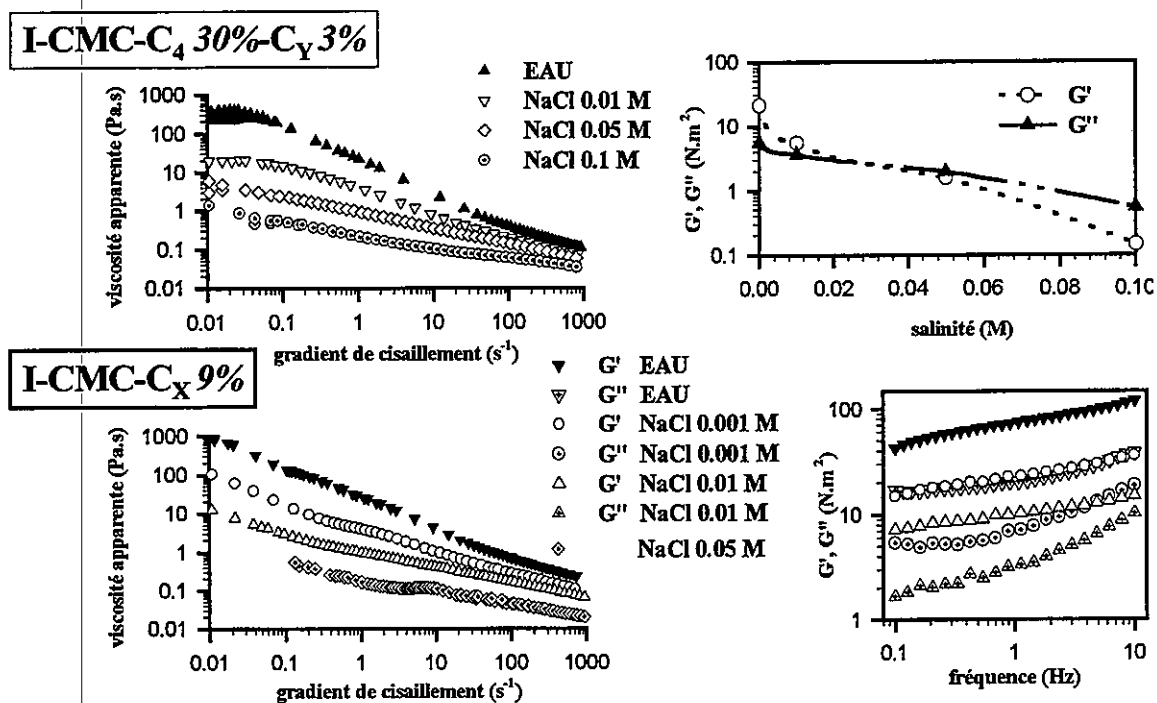 I-CMC-C4 30%-CY 3%
viscosité apparente (Pa.s)
1000
100
10
1
0.1
0.01
0.01 0.1 1 10 100 1000
gradient de cisaillement (s-1)
EAU
NaCl 0.01 M
NaCl 0.05 M
NaCl 0.1 M
G', G'' (N.m2)
100
10
1
0.1
0.00 0.02 0.04 0.06 0.08 0.10
salinité (M)
G'
G''
I-CMC-CX 9%
viscosité apparente (Pa.s)
1000
100
10
1
0.1
0.01
0.01 0.1 1 10 100 1000
gradient de cisaillement (s-1)
G' EAU
G'' EAU
G' NaCl 0.001 M
G'' NaCl 0.001 M
G' NaCl 0.01 M
G'' NaCl 0.01 M
NaCl 0.05 M
G', G'' (N.m2)
100
10
1
0.1 1 10
fréquence (Hz)